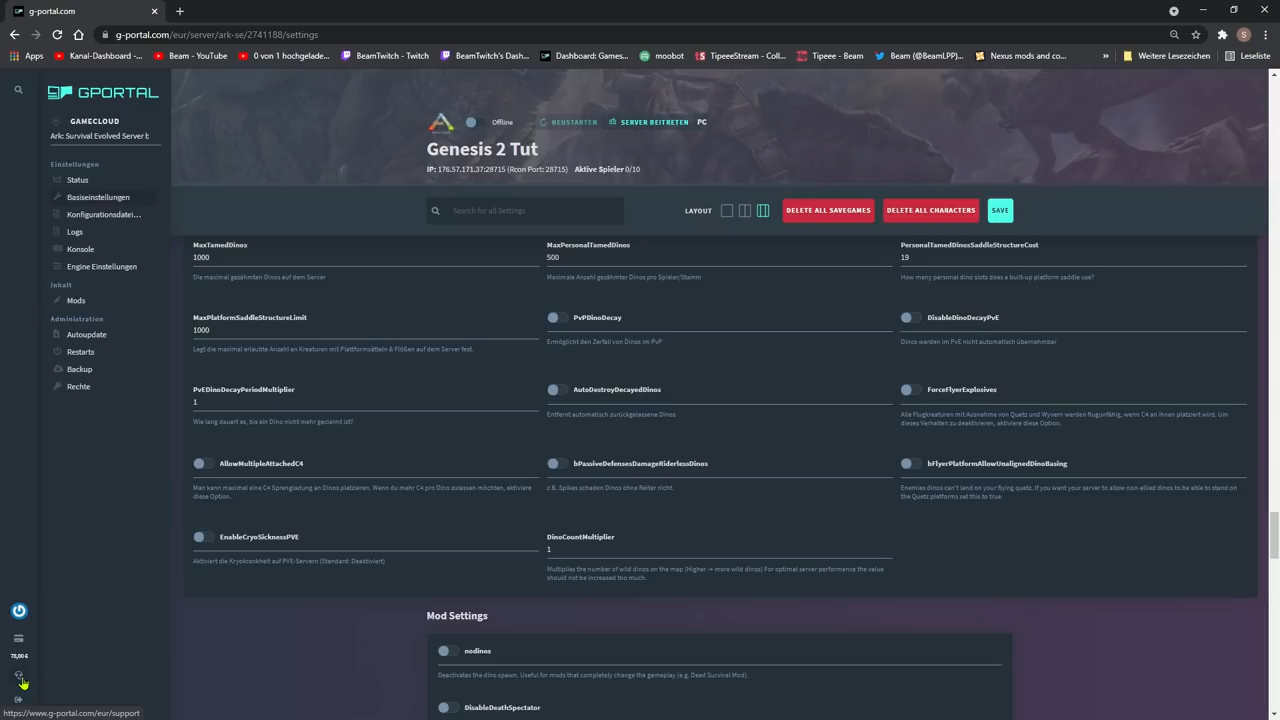 g-portal.com
g-portal.com/eur/server/ark-se/2741188/settings
Apps
Kanal-Dashboard - ...
Beam - YouTube
0 von 1 hochgelade...
BeamTwitch - Twitch
BeamTwitch's Dash...
Dashboard: Games...
moobot
TipeeeStream - Coll...
Tipeee - Beam
Beam (@BeamLPP)...
Nexus mods and co...
»
Weitere Lesezeichen
Leseliste
GPORTAL
GAMECLOUD
Ark: Survival Evolved Server b
Einstellungen
Status
Basiseinstellungen
Konfigurationsdatei...
Logs
Konsole
Engine Einstellungen
Inhalt
Mods
Administration
Autoupdate
Restarts
Backup
Rechte
78,00 €
https://www.g-portal.com/eur/support
Offline
NEUSTARTEN
SERVER BEITRETEN
PC
Genesis 2 Tut
IP: 176.57.171.37:28715 (Rcon Port: 28715) Aktive Spieler 0/10
Search for all Settings
LAYOUT
DELETE ALL SAVEGAMES
DELETE ALL CHARACTERS
SAVE
MaxTamedDinos
1000
Die maximal gezähmten Dinos auf dem Server
MaxPersonalTamedDinos
500
Maximale Anzahl gezähmter Dinos pro Spieler/Stamm
PersonalTamedDinosSaddleStructureCost
19
How many personal dino slots does a built-up platform saddle use?
MaxPlatformSaddleStructureLimit
1000
Legt die maximal erlaubte Anzahl an Kreaturen mit Plattformsätteln & Flößen auf dem Server fest.
PvPDinoDecay
Ermöglicht den Zerfall von Dinos im PvP
DisableDinoDecayPvE
Dinos werden im PvE nicht automatisch übernehmbar
PvEDinoDecayPeriodMultiplier
1
Wie lang dauert es, bis ein Dino nicht mehr geclaimt ist?
AutoDestroyDecayedDinos
Entfernt automatisch zurückgelassene Dinos
ForceFlyerExplosives
Alle Flugkreaturen mit Ausnahme von Quetz und Wyvern werden flugunfähig, wenn C4 an ihnen platziert wird. Um
dieses Verhalten zu deaktivieren, aktiviere diese Option.
AllowMultipleAttachedC4
Man kann maximal eine C4 Sprengladung an Dinos platzieren. Wenn du mehr C4 pro Dino zulassen möchten, aktiviere
diese Option.
bPassiveDefensesDamageRiderlessDinos
z.B. Spikes schaden Dinos ohne Reiter nicht.
bFlyerPlatformAllowUnalignedDinoBasing
Enemies dinos can't land on your flying quetz. If you want your server to allow non-allied dinos to be able to stand on
the Quetz platforms set this to true.
EnableCryoSicknessPVE
Aktiviert die Kryokrankheit auf PVE-Servern (Standard: Deaktiviert)
DinoCountMultiplier
1
Multiplies the number of wild dinos on the map (Higher -> more wild dinos) For optimal server performance the value
should not be increased too much.
Mod Settings
nodinos
Deactivates the dino spawn. Useful for mods that completely change the gameplay (e.g. Dead Survival Mod).
DisableDeathSpectator